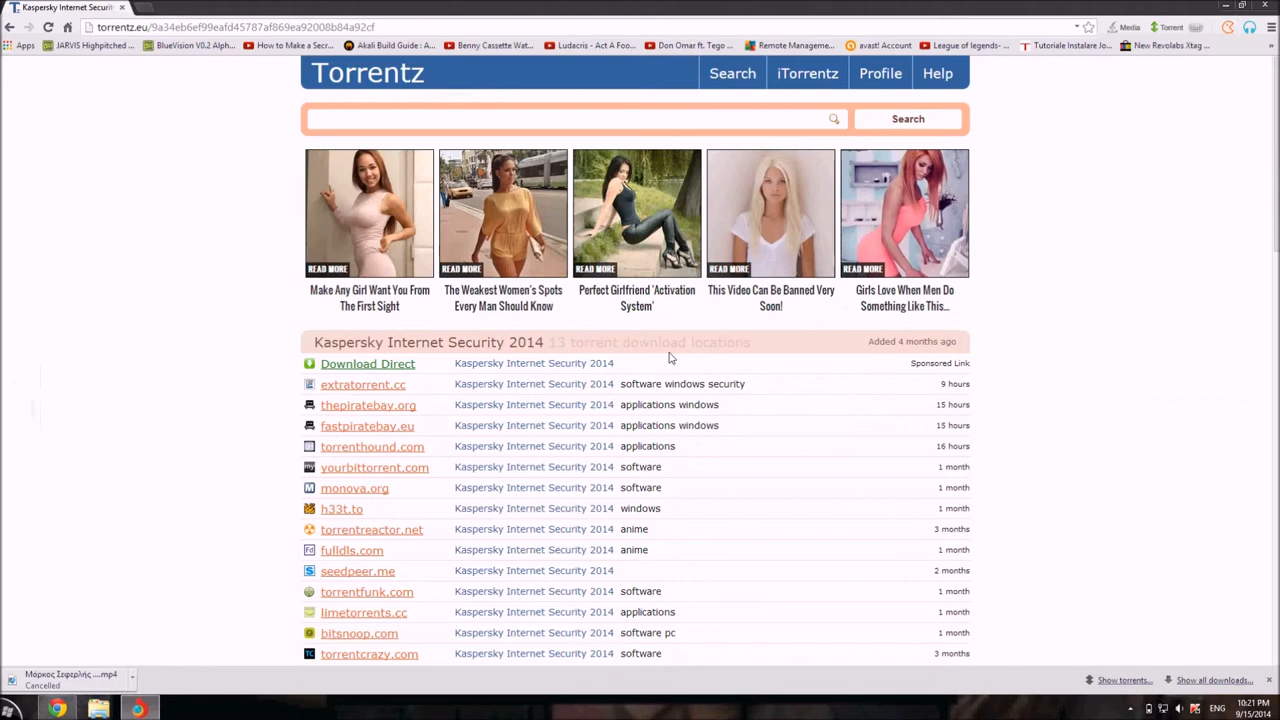 Kaspersky Internet Security
torrentz.eu/9a34eb6ef99eafd45787af869ea92008b84a92cf
Media
Torrent
Apps
JARVIS Highpitched ...
BlueVision V0.2 Alph...
How to Make a Secr...
Akali Build Guide : A...
Benny Cassette Wat...
Ludacris - Act A Foo...
Don Omar ft. Tego ...
Remote Manageme...
avast! Account
League of legends- ...
Tutoriale Instalare Jo...
New Revolabs Xtag ...
Torrentz
Search
iTorrentz
Profile
Help
Search
READ MORE
READ MORE
READ MORE
READ MORE
READ MORE
Make Any Girl Want You From
The First Sight
The Weakest Women's Spots
Every Man Should Know
Perfect Girlfriend 'Activation
System'
This Video Can Be Banned Very
Soon!
Girls Love When Men Do
Something Like This...
Kaspersky Internet Security 2014 13 torrent download locations Added 4 months ago
Download Direct Kaspersky Internet Security 2014 Sponsored Link
extratorrent.cc Kaspersky Internet Security 2014 software windows security 9 hours
thepiratebay.org Kaspersky Internet Security 2014 applications windows 15 hours
fastpiratebay.eu Kaspersky Internet Security 2014 applications windows 15 hours
torrenthound.com Kaspersky Internet Security 2014 applications 16 hours
yourbittorrent.com Kaspersky Internet Security 2014 software 1 month
monova.org Kaspersky Internet Security 2014 software 1 month
h33t.to Kaspersky Internet Security 2014 windows 1 month
torrentreactor.net Kaspersky Internet Security 2014 anime 3 months
fulldls.com Kaspersky Internet Security 2014 anime 1 month
seedpeer.me Kaspersky Internet Security 2014 2 months
torrentfunk.com Kaspersky Internet Security 2014 software 1 month
limetorrents.cc Kaspersky Internet Security 2014 applications 1 month
bitsnoop.com Kaspersky Internet Security 2014 software pc 1 month
torrentcrazy.com Kaspersky Internet Security 2014 software 3 months
Μάρκος Σεφερλής ....mp4
Cancelled
Show torrents...
Show all downloads...
ENG
10:21 PM
9/15/2014